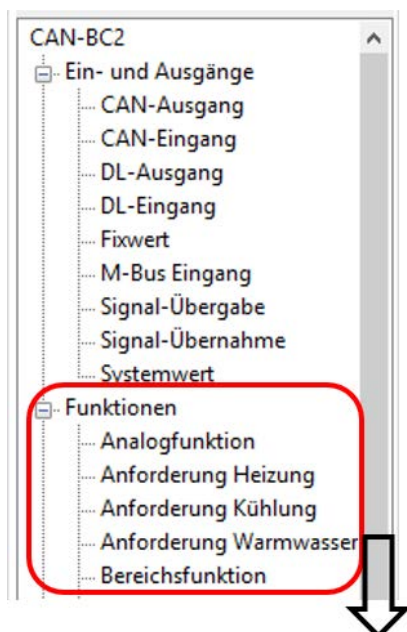 CAN-BC2
Ein- und Ausgänge
CAN-Ausgang
CAN-Eingang
DL-Ausgang
DL-Eingang
Fixwert
M-Bus Eingang
Signal-Übergabe
Signal-Übernahme
Systemwert
Funktionen
Analogfunktion
Anforderung Heizung
Anforderung Kühlung
Anforderung Warmwasser
Bereichsfunktion